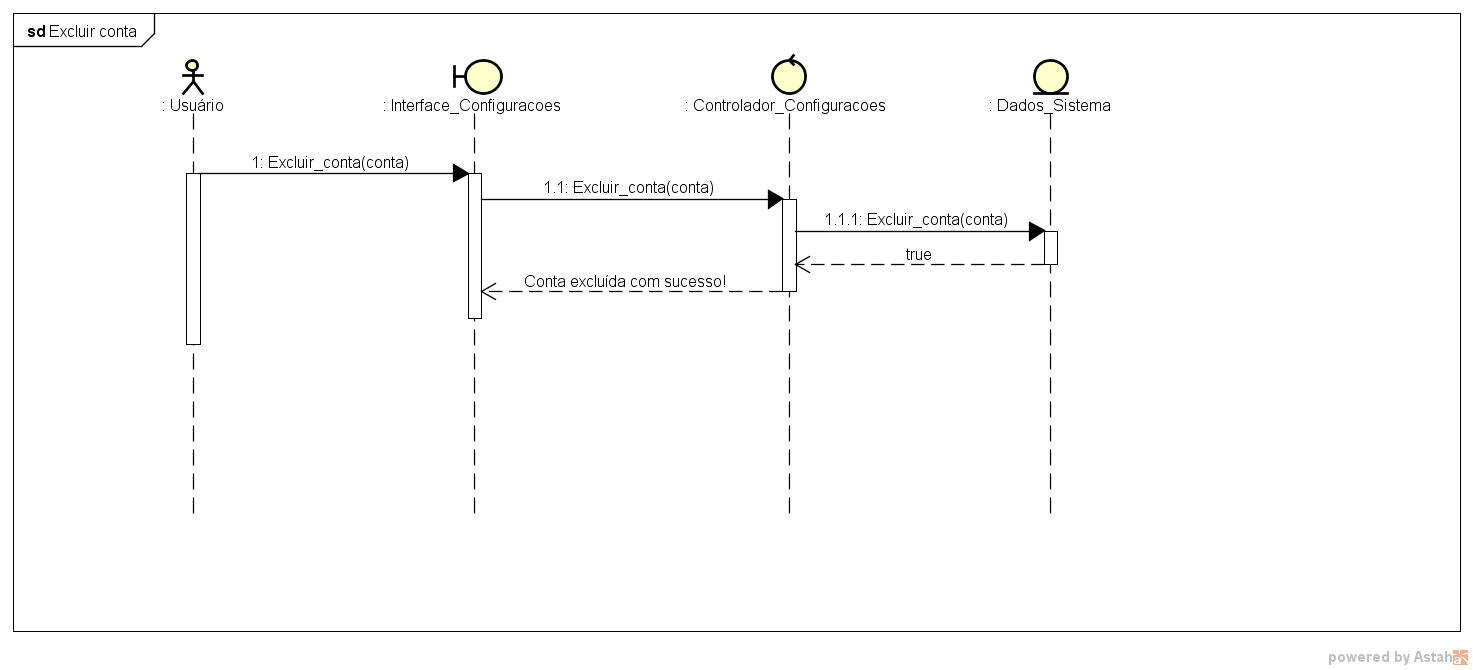 sd Excluir conta
: Usuário
: Interface_Configuracoes
: Controlador_Configuracoes
: Dados_Sistema
1: Excluir_conta(conta)
1.1: Excluir_conta(conta)
1.1.1: Excluir_conta(conta)
true
Conta excluída com sucesso!
powered by Astah